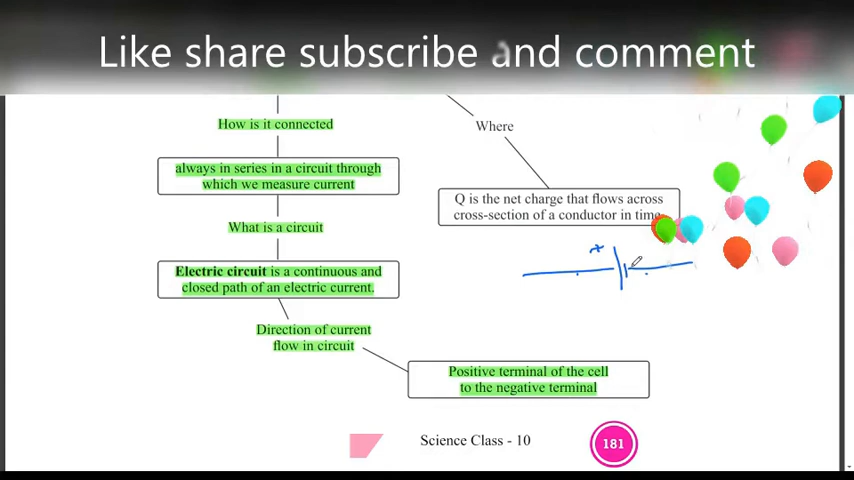 Like share subscribe and comment
How is it connected
Where
always in series in a circuit through
which we measure current
Q is the net charge that flows across
cross-section of a conductor in time
What is a circuit
Electric circuit is a continuous and
closed path of an electric current.
Direction of current
flow in circuit
Positive terminal of the cell
to the negative terminal
Science Class - 10
181